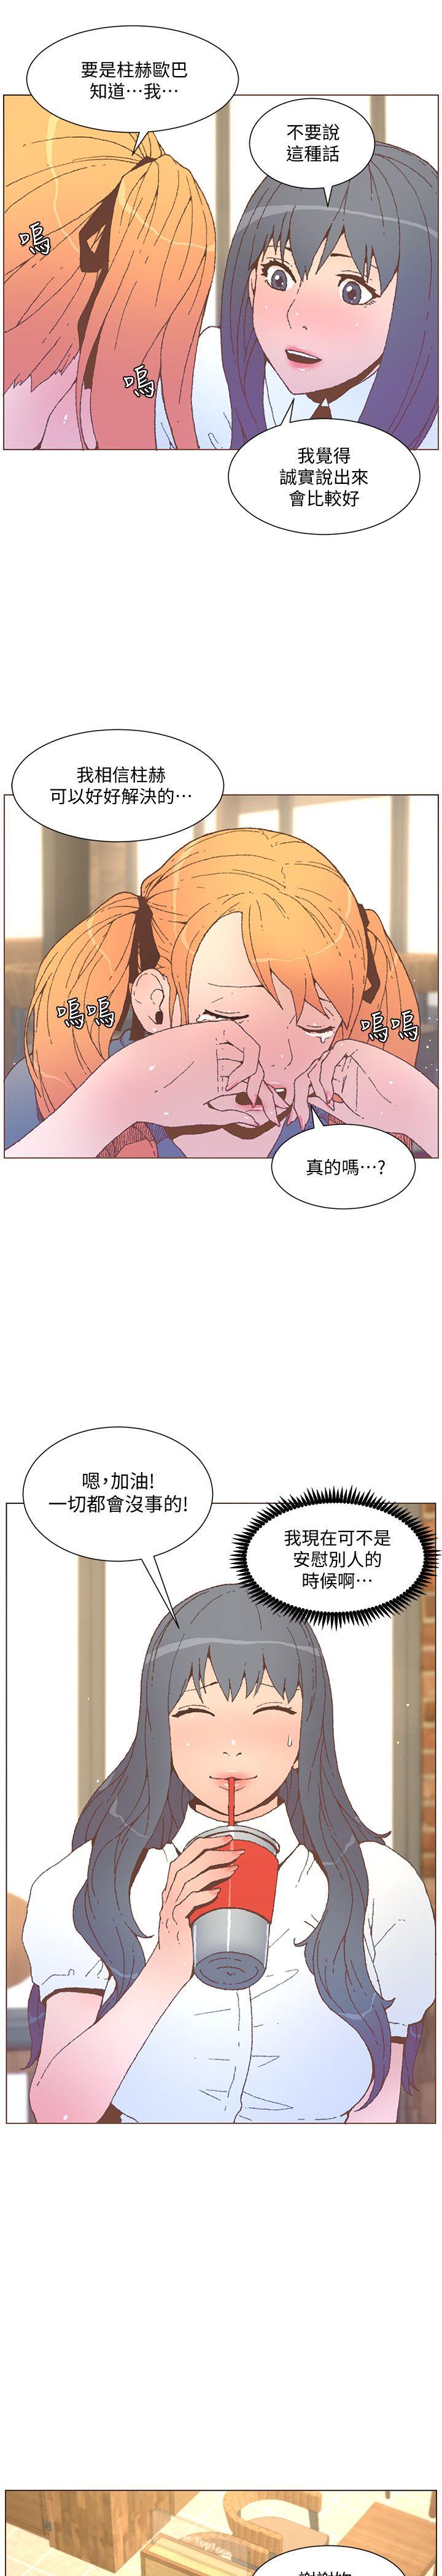 要是柱赫歐巴
知道⋯我⋯
不要說
這種話
嗚
嗚
我覺得
誠實說出來
會比較好
我相信柱赫
可以好好解決的⋯
嗚嗚
嗚嗚
真的嗎⋯?
嗯，加油!
一切都會沒事的!
我現在可不是
安慰別人的
時候啊⋯